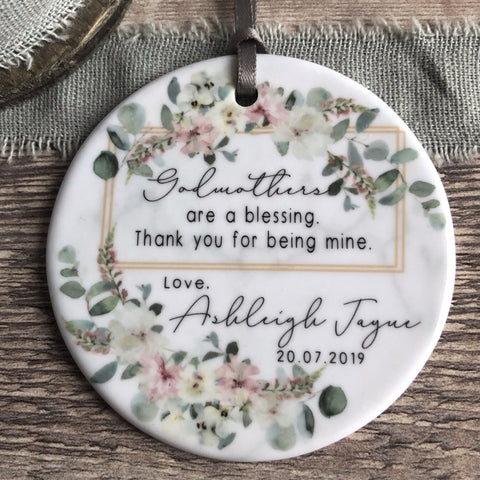 Godmothers
are a blessing.
Thank you for being mine.
Love,
Ashleigh Jayne
20.07.2019